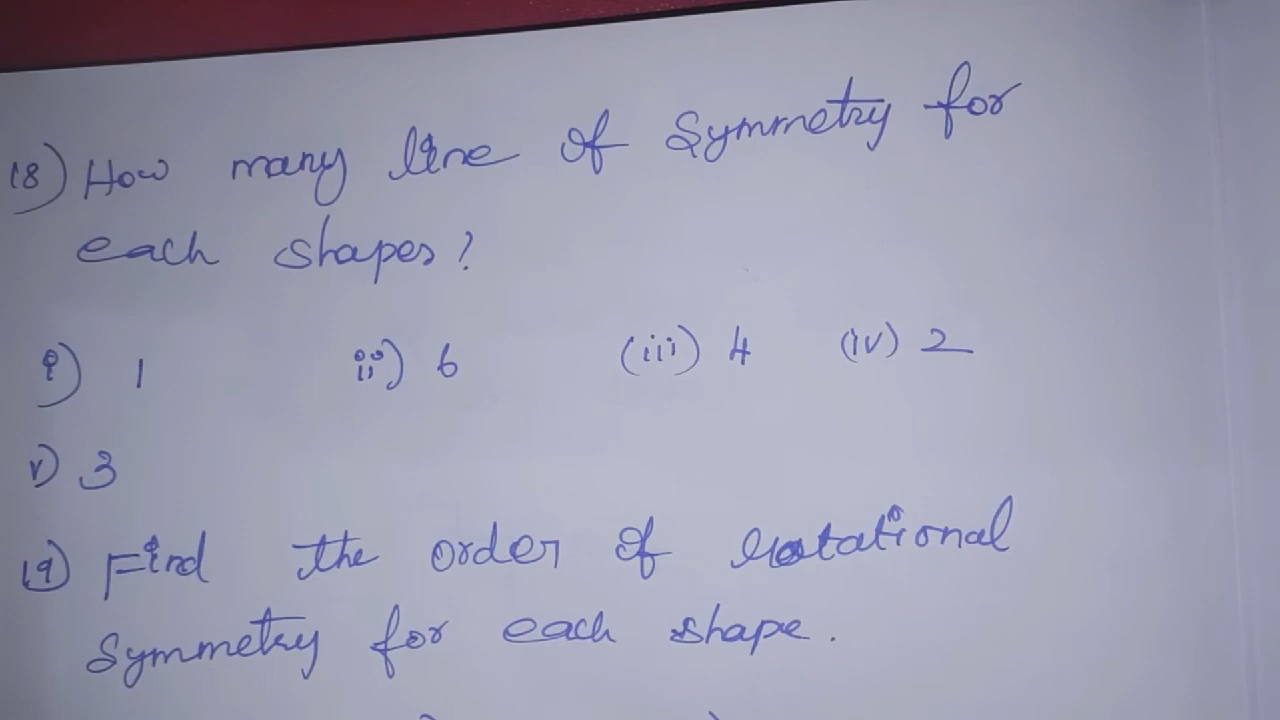 18) How many line of Symmetry for
each shapes?
i) 1 ii) 6 (iii) 4 (iv) 2
v) 3
19) Find the order of rotational
Symmetry for each shape.